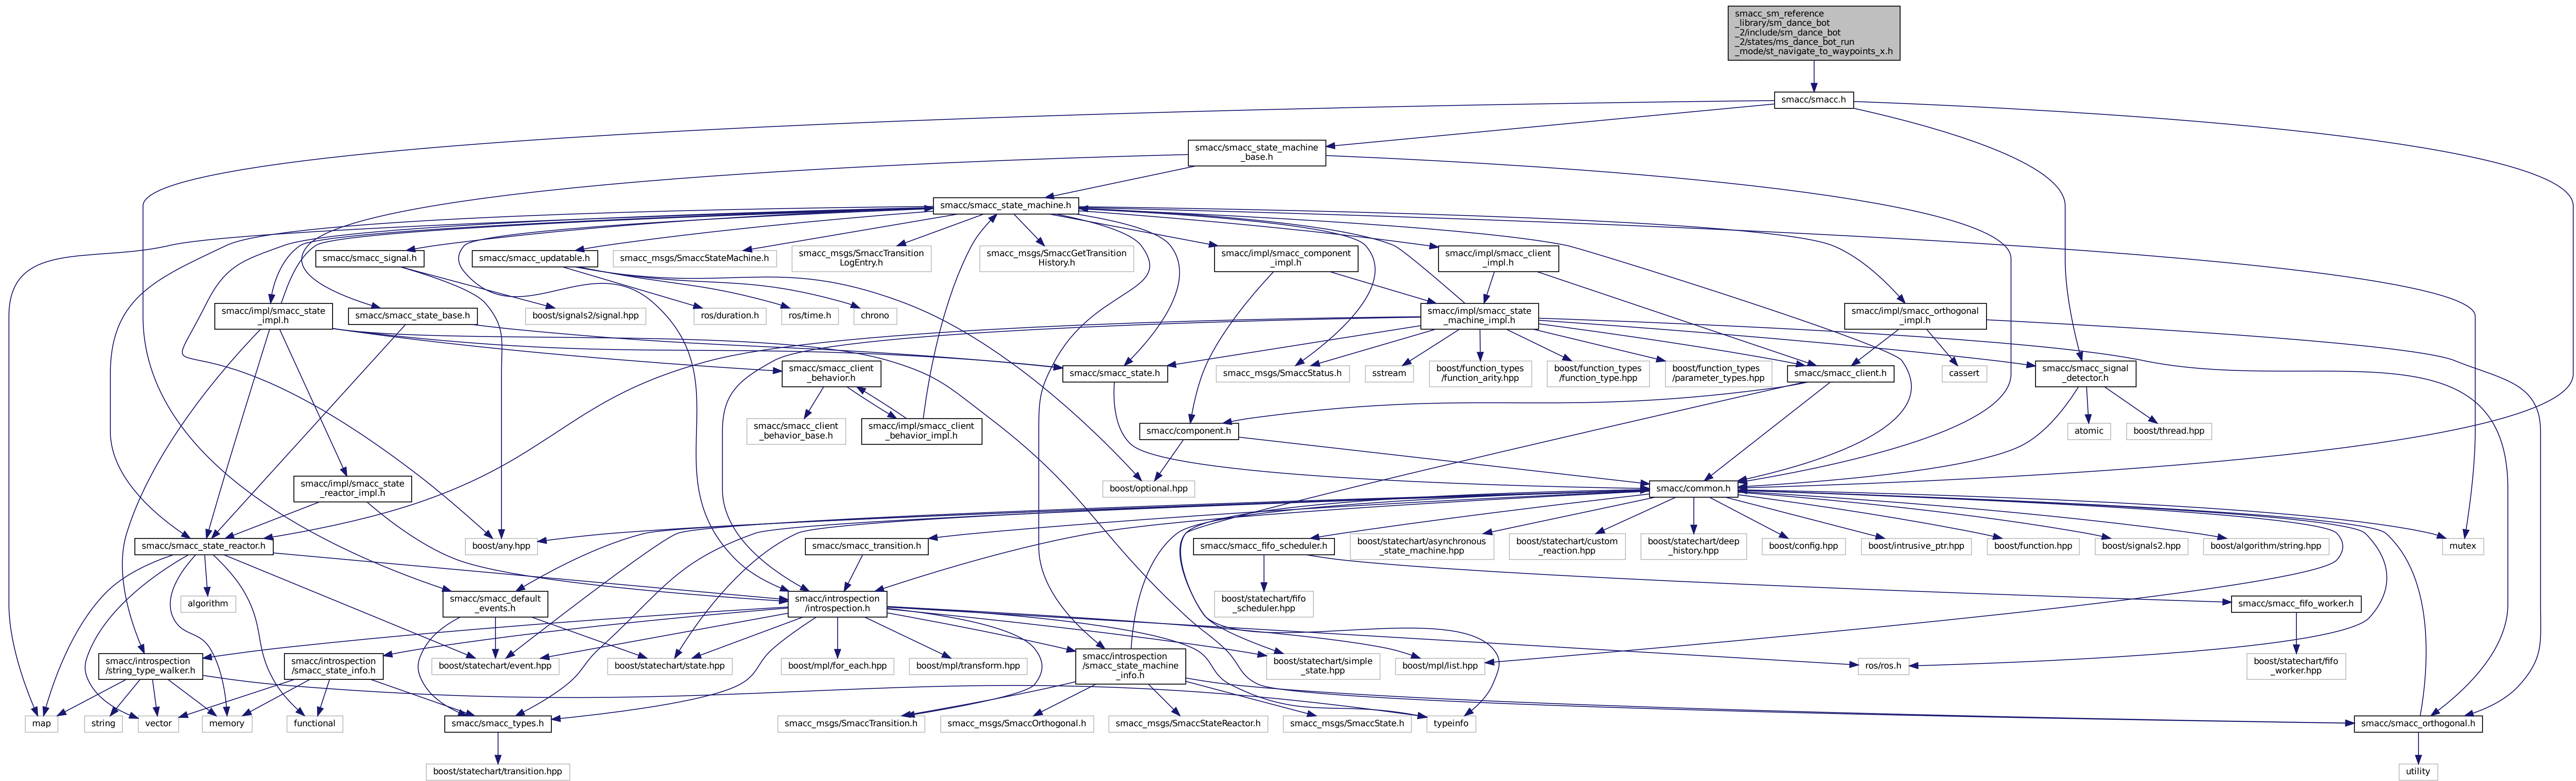 smacc_sm_reference
_library/sm_dance_bot
_2/include/sm_dance_bot
_2/states/ms_dance_bot_run
_mode/st_navigate_to_waypoints_x.h
smacc/smacc.h
smacc/smacc_state_machine
_base.h
smacc/smacc_state_machine.h
smacc/smacc_signal.h
smacc/smacc_updatable.h
smacc_msgs/SmaccStateMachine.h
smacc_msgs/SmaccTransition
LogEntry.h
smacc_msgs/SmaccGetTransition
History.h
smacc/impl/smacc_component
_impl.h
smacc/impl/smacc_client
_impl.h
smacc/impl/smacc_state
_impl.h
smacc/smacc_state_base.h
boost/signals2/signal.hpp
ros/duration.h
ros/time.h
chrono
smacc/impl/smacc_state
_machine_impl.h
smacc/impl/smacc_orthogonal
_impl.h
smacc/smacc_client
_behavior.h
smacc/smacc_state.h
smacc_msgs/SmaccStatus.h
sstream
boost/function_types
/function_arity.hpp
boost/function_types
/function_type.hpp
boost/function_types
/parameter_types.hpp
smacc/smacc_client.h
cassert
smacc/smacc_signal
_detector.h
smacc/smacc_client
_behavior_base.h
smacc/impl/smacc_client
_behavior_impl.h
smacc/component.h
atomic
boost/thread.hpp
smacc/impl/smacc_state
_reactor_impl.h
boost/optional.hpp
smacc/common.h
smacc/smacc_state_reactor.h
boost/any.hpp
smacc/smacc_transition.h
smacc/smacc_fifo_scheduler.h
boost/statechart/asynchronous
_state_machine.hpp
boost/statechart/custom
_reaction.hpp
boost/statechart/deep
_history.hpp
boost/config.hpp
boost/intrusive_ptr.hpp
boost/function.hpp
boost/signals2.hpp
boost/algorithm/string.hpp
mutex
algorithm
smacc/smacc_default
_events.h
smacc/introspection
/introspection.h
boost/statechart/fifo
_scheduler.hpp
smacc/smacc_fifo_worker.h
smacc/introspection
/string_type_walker.h
smacc/introspection
/smacc_state_info.h
boost/statechart/event.hpp
boost/statechart/state.hpp
boost/mpl/for_each.hpp
boost/mpl/transform.hpp
smacc/introspection
/smacc_state_machine
_info.h
boost/statechart/simple
_state.hpp
boost/mpl/list.hpp
ros/ros.h
boost/statechart/fifo
_worker.hpp
map
string
vector
memory
functional
smacc/smacc_types.h
smacc_msgs/SmaccTransition.h
smacc_msgs/SmaccOrthogonal.h
smacc_msgs/SmaccStateReactor.h
smacc_msgs/SmaccState.h
typeinfo
smacc/smacc_orthogonal.h
boost/statechart/transition.hpp
utility